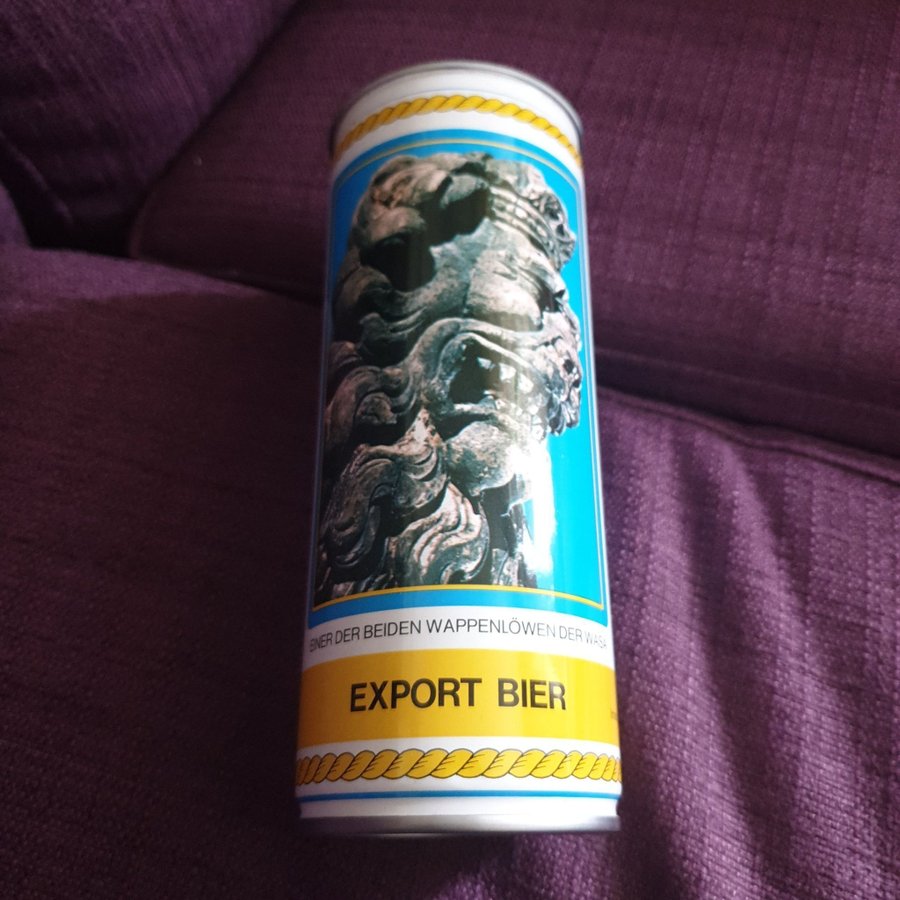 EINER DER BEIDEN WAPPENLÖWEN DER WASA
EXPORT BIER